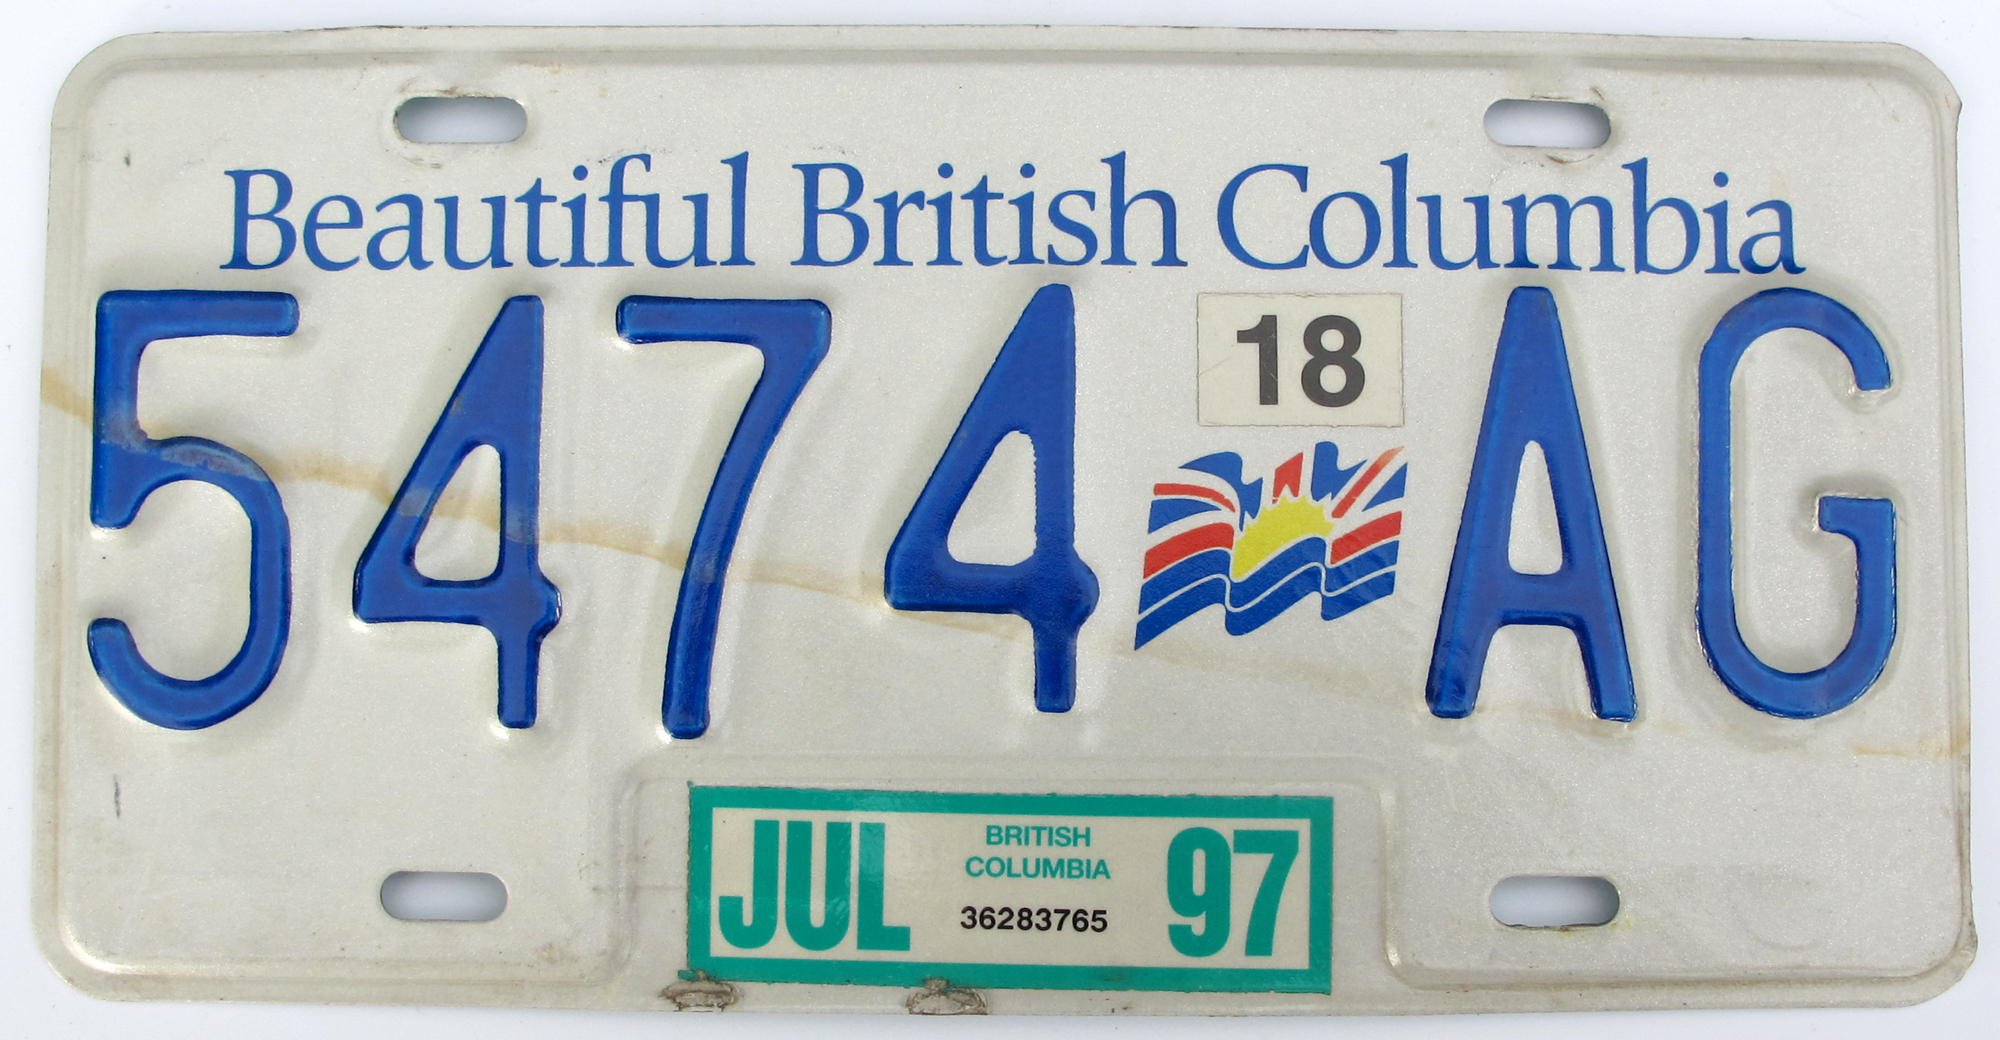 Beautiful British Columbia
5474 AG
18
JUL BRITISH COLUMBIA 97
36283765